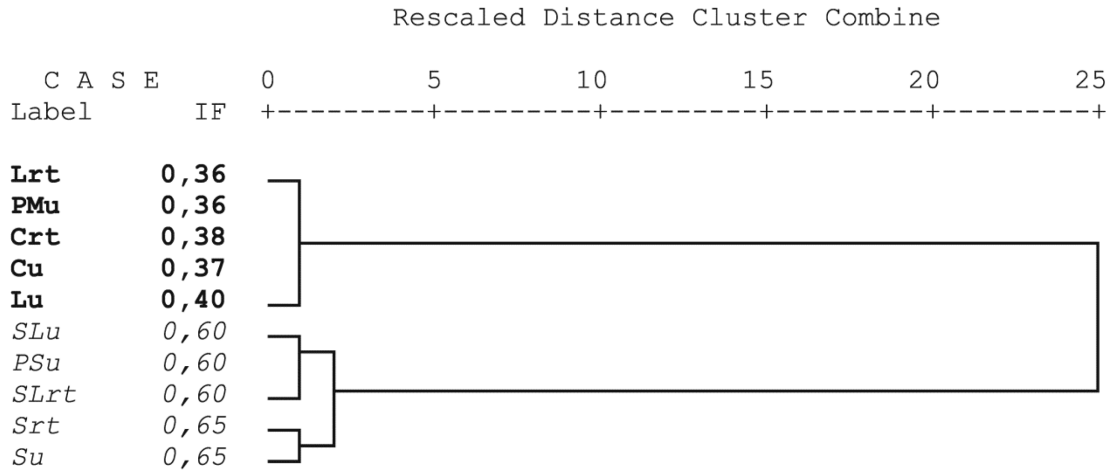 Rescaled Distance Cluster Combine
C A S E 0 5 10 15 20 25
Label IF +---------+---------+---------+---------+---------+
Lrt 0,36
PMu 0,36
Crt 0,38
Cu 0,37
Lu 0,40
SLu 0,60
PSu 0,60
SLrt 0,60
Srt 0,65
Su 0,65